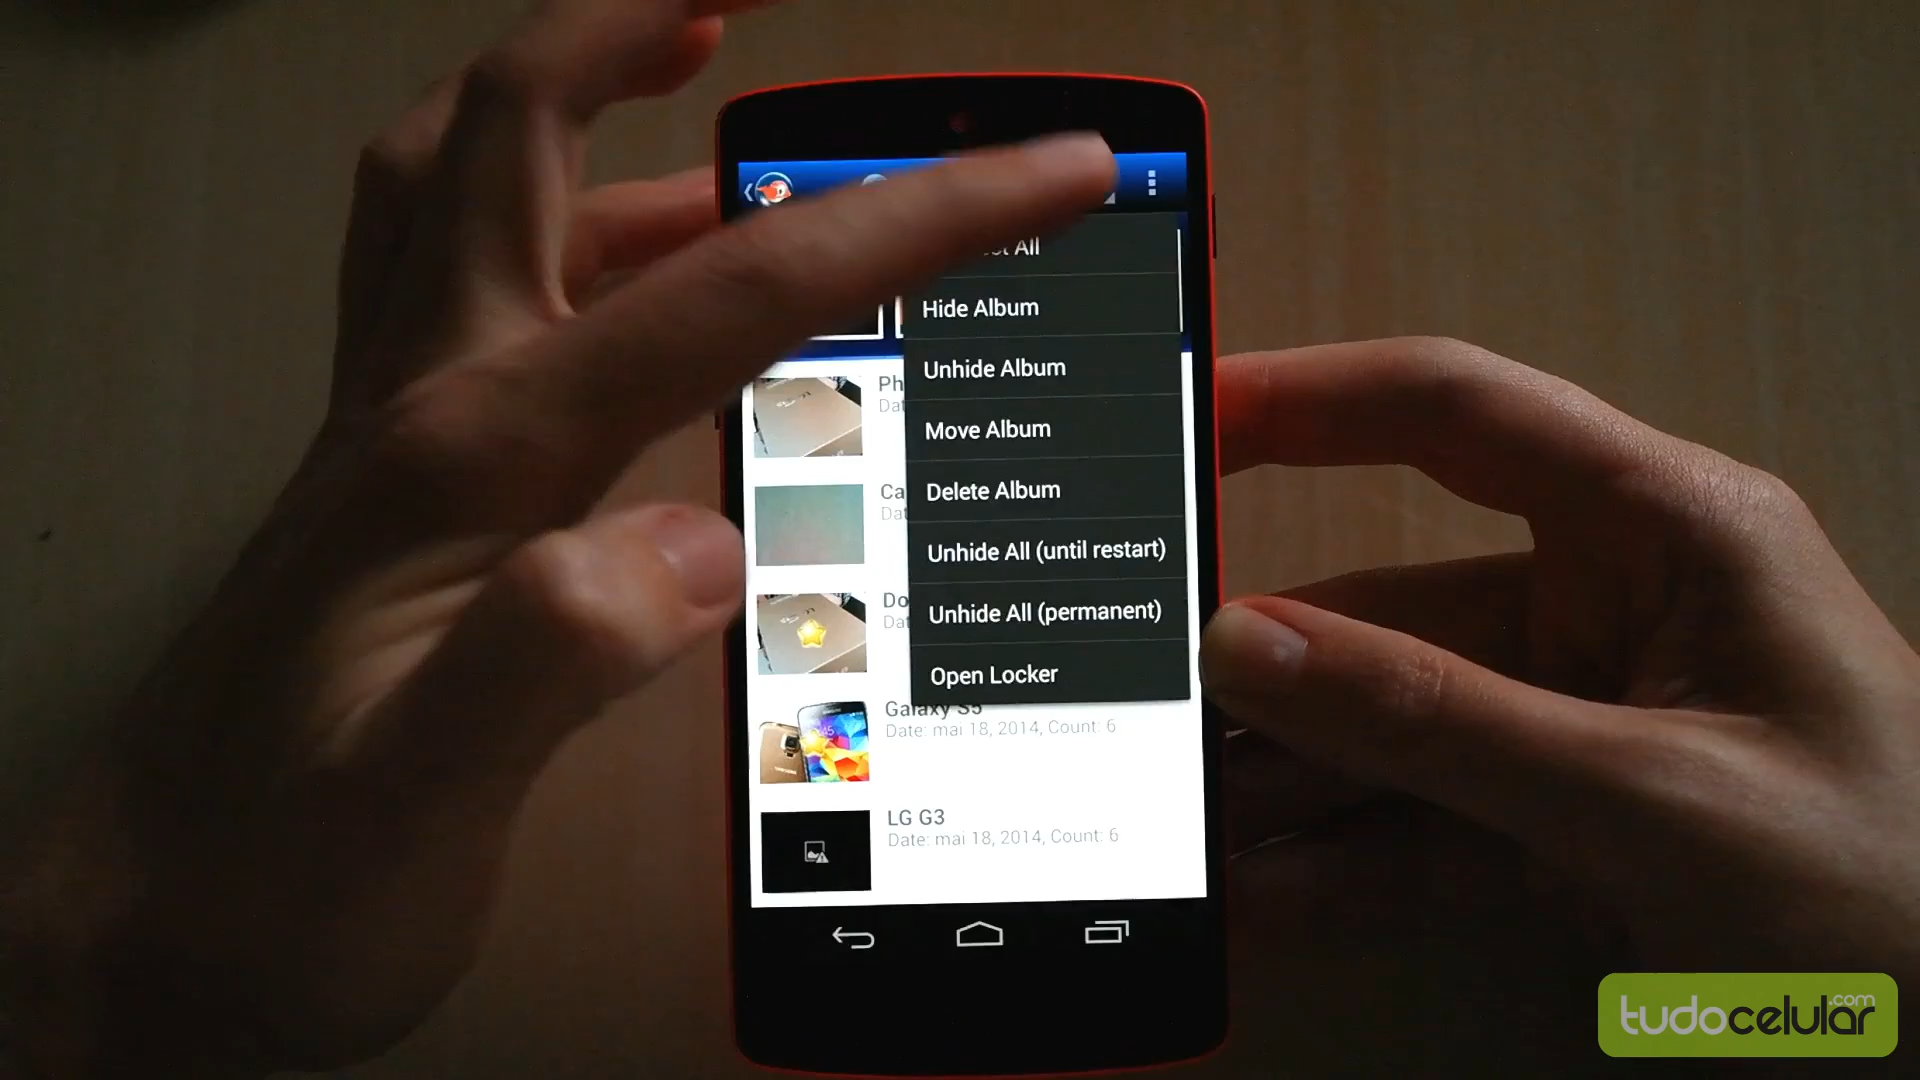 All
Hide Album
Unhide Album
Move Album
Delete Album
Unhide All (until restart)
Unhide All (permanent)
Open Locker
Galaxy S5
Date: mai 18, 2014, Count: 6
LG G3
Date: mai 18, 2014, Count: 6
tudocelular.com